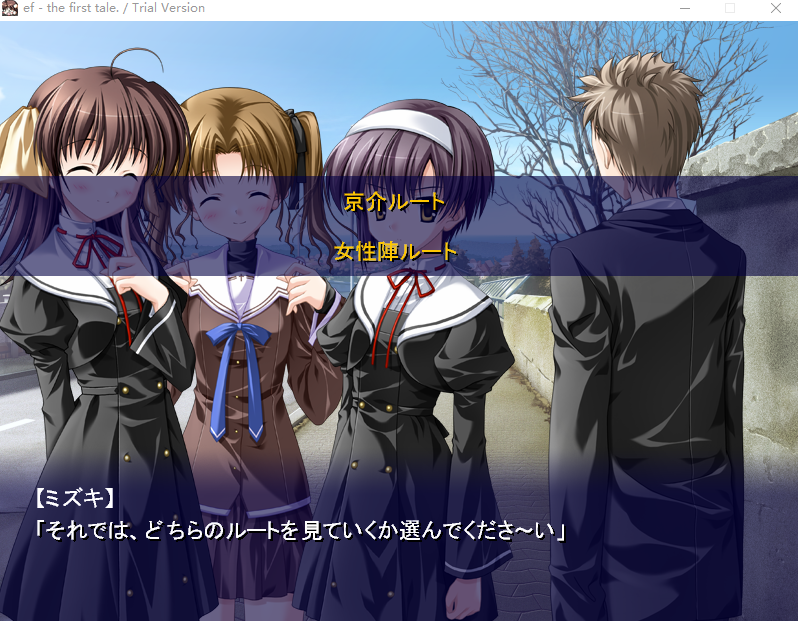 ef - the first tale. / Trial Version
京介ルート
女性陣ルート
【ミズキ】
「それでは、どちらのルートを見ていくか選んでくださ～い」